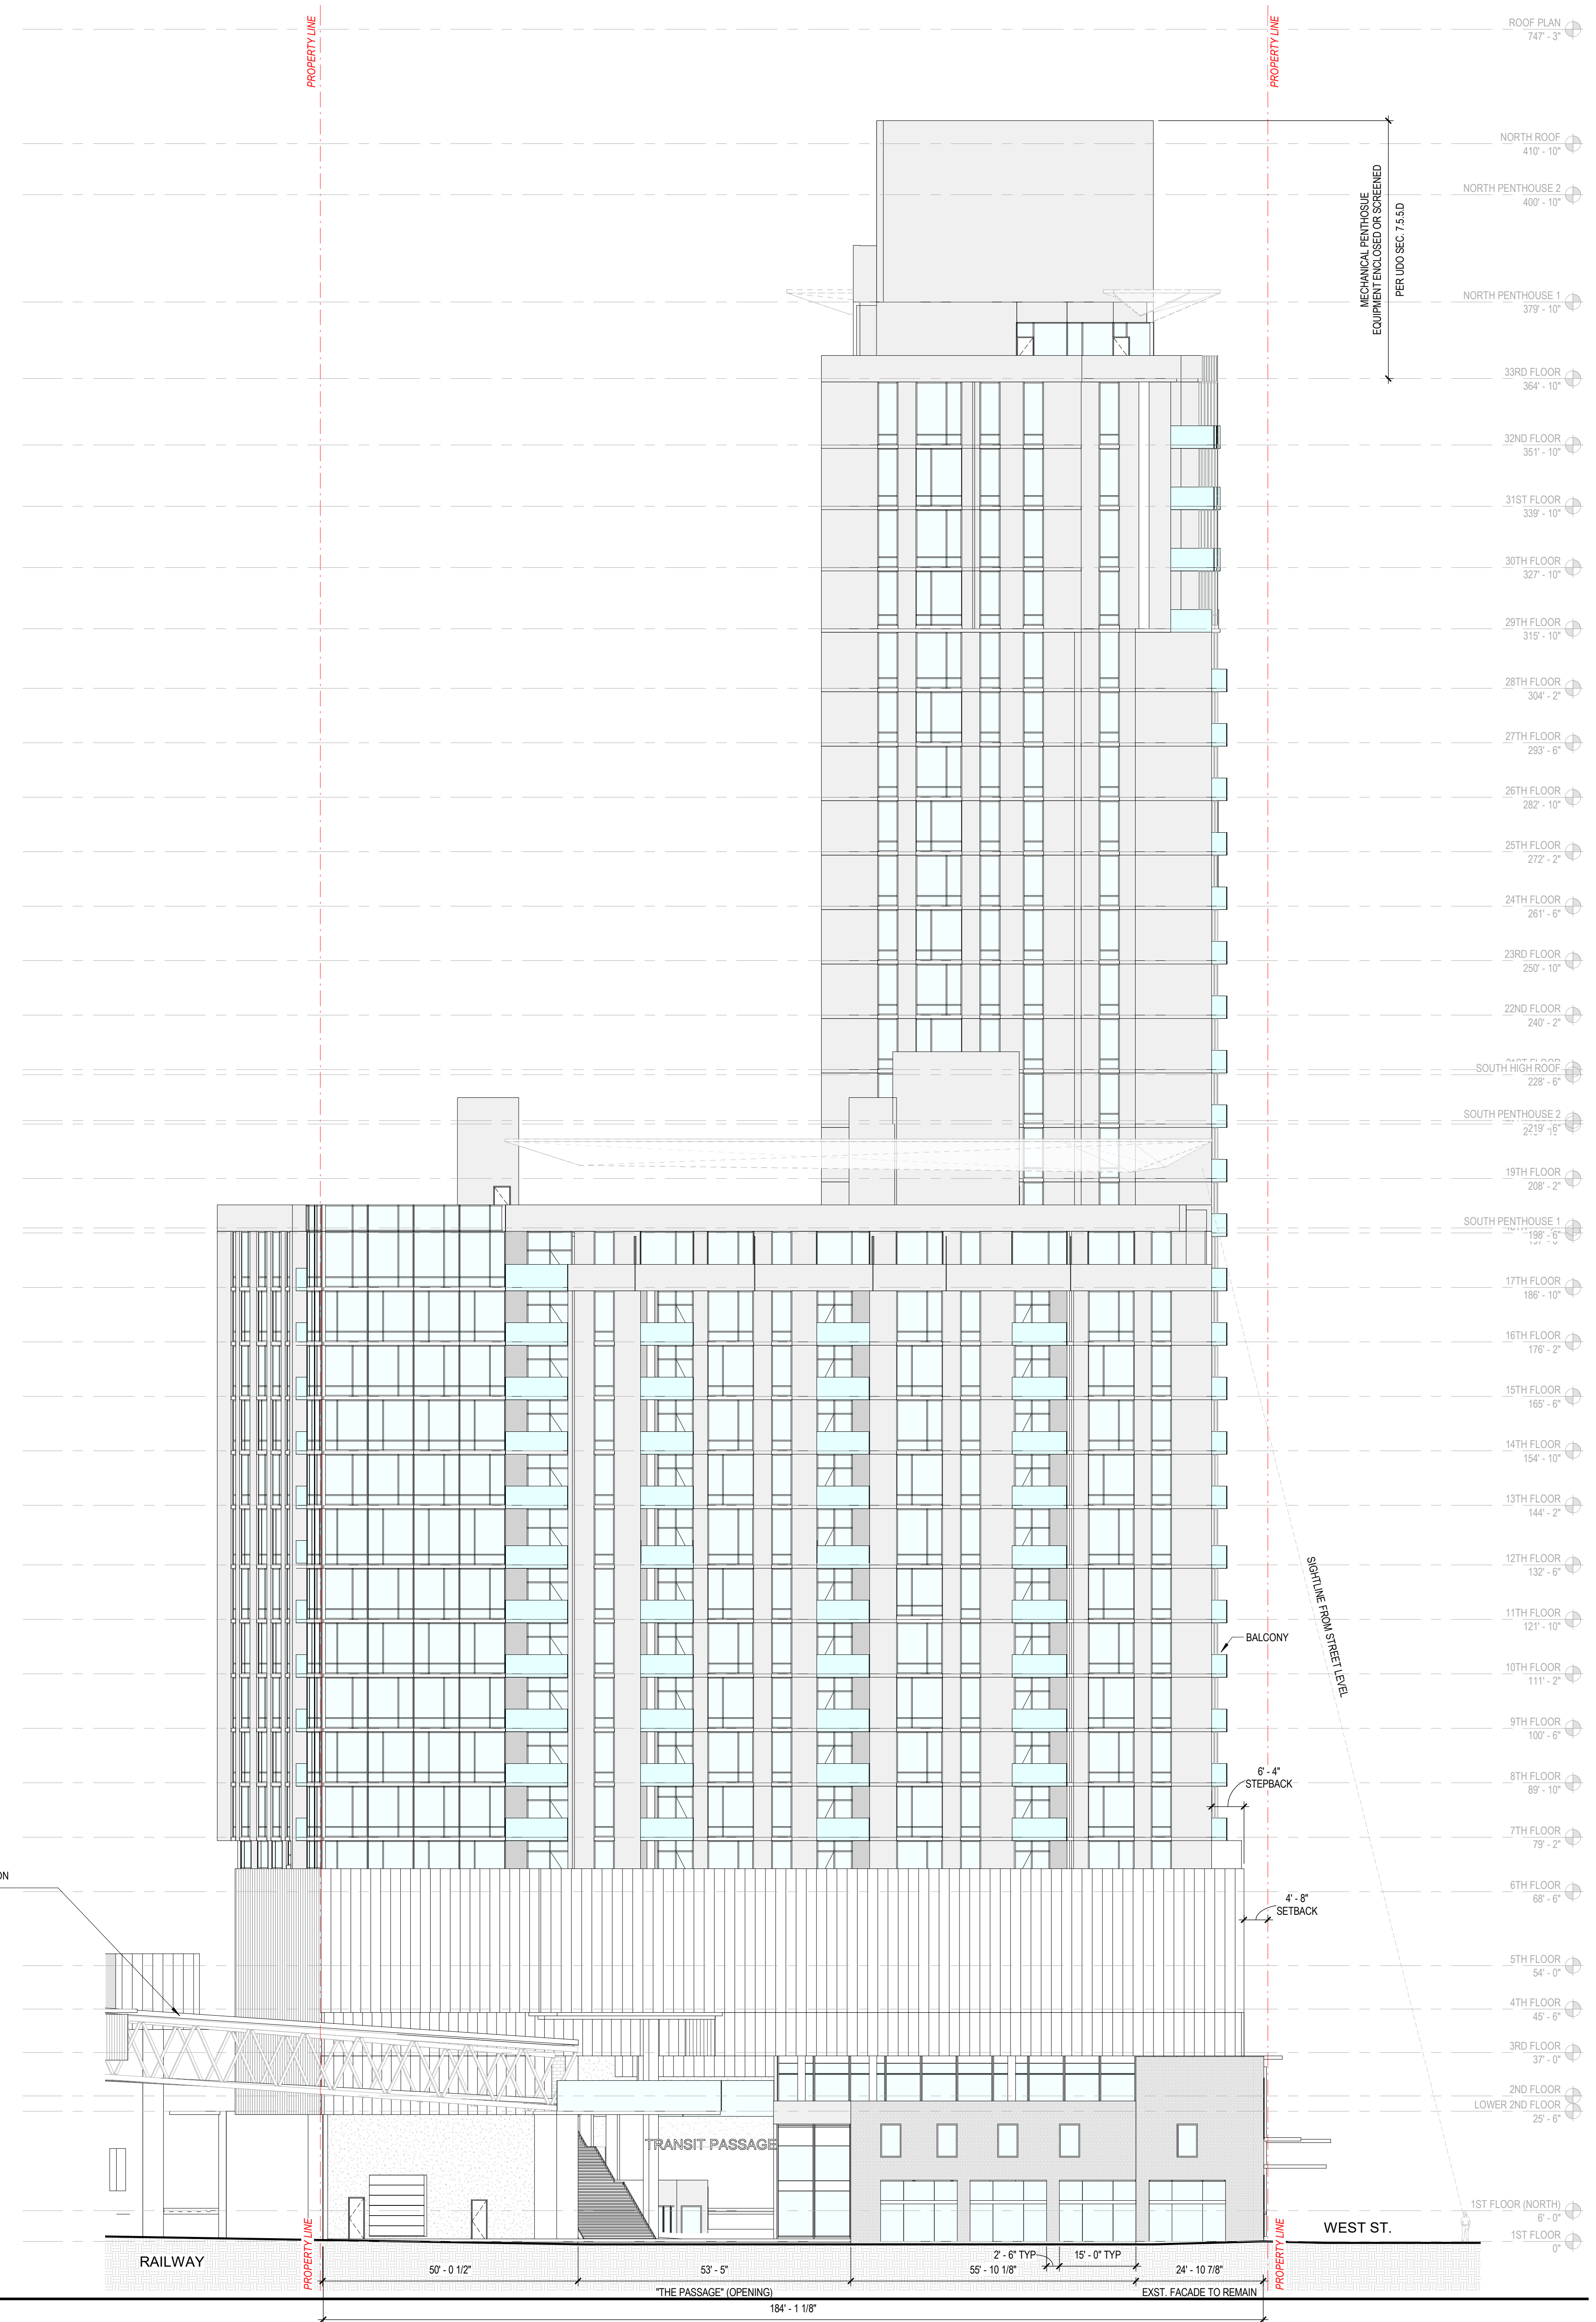 PROPERTY LINE
PROPERTY LINE
ROOF PLAN
747' - 3"
NORTH ROOF
410' - 10"
NORTH PENTHOUSE 2
400' - 10"
MECHANICAL PENTHOSUE
EQUIPMENT ENCLOSED OR SCREENED
PER UDO SEC. 7.5.5.D
NORTH PENTHOUSE 1
379' - 10"
33RD FLOOR
364' - 10"
32ND FLOOR
351' - 10"
31ST FLOOR
339' - 10"
30TH FLOOR
327' - 10"
29TH FLOOR
315' - 10"
28TH FLOOR
304' - 2"
27TH FLOOR
293' - 6"
26TH FLOOR
282' - 10"
25TH FLOOR
272' - 2"
24TH FLOOR
261' - 6"
23RD FLOOR
250' - 10"
22ND FLOOR
240' - 2"
SOUTH HIGH ROOF
228' - 6"
SOUTH PENTHOUSE 2
219' - 6"
19TH FLOOR
208' - 2"
SOUTH PENTHOUSE 1
198' - 6"
17TH FLOOR
186' - 10"
16TH FLOOR
176' - 2"
15TH FLOOR
165' - 6"
14TH FLOOR
154' - 10"
13TH FLOOR
144' - 2"
12TH FLOOR
132' - 6"
SIGHTLINE FROM STREET LEVEL
11TH FLOOR
121' - 10"
BALCONY
10TH FLOOR
111' - 2"
9TH FLOOR
100' - 6"
6' - 4"
STEPBACK
8TH FLOOR
89' - 10"
7TH FLOOR
79' - 2"
ON
6TH FLOOR
68' - 6"
4' - 8"
SETBACK
5TH FLOOR
54' - 0"
4TH FLOOR
45' - 6"
3RD FLOOR
37' - 0"
2ND FLOOR
LOWER 2ND FLOOR
25' - 6"
TRANSIT PASSAGE
1ST FLOOR (NORTH)
6' - 0"
WEST ST.
1ST FLOOR
0"
RAILWAY
PROPERTY LINE
PROPERTY LINE
2' - 6" TYP
15' - 0" TYP
50' - 0 1/2"
53' - 5"
55' - 10 1/8"
24' - 10 7/8"
"THE PASSAGE" (OPENING)
EXST. FACADE TO REMAIN
184' - 1 1/8"